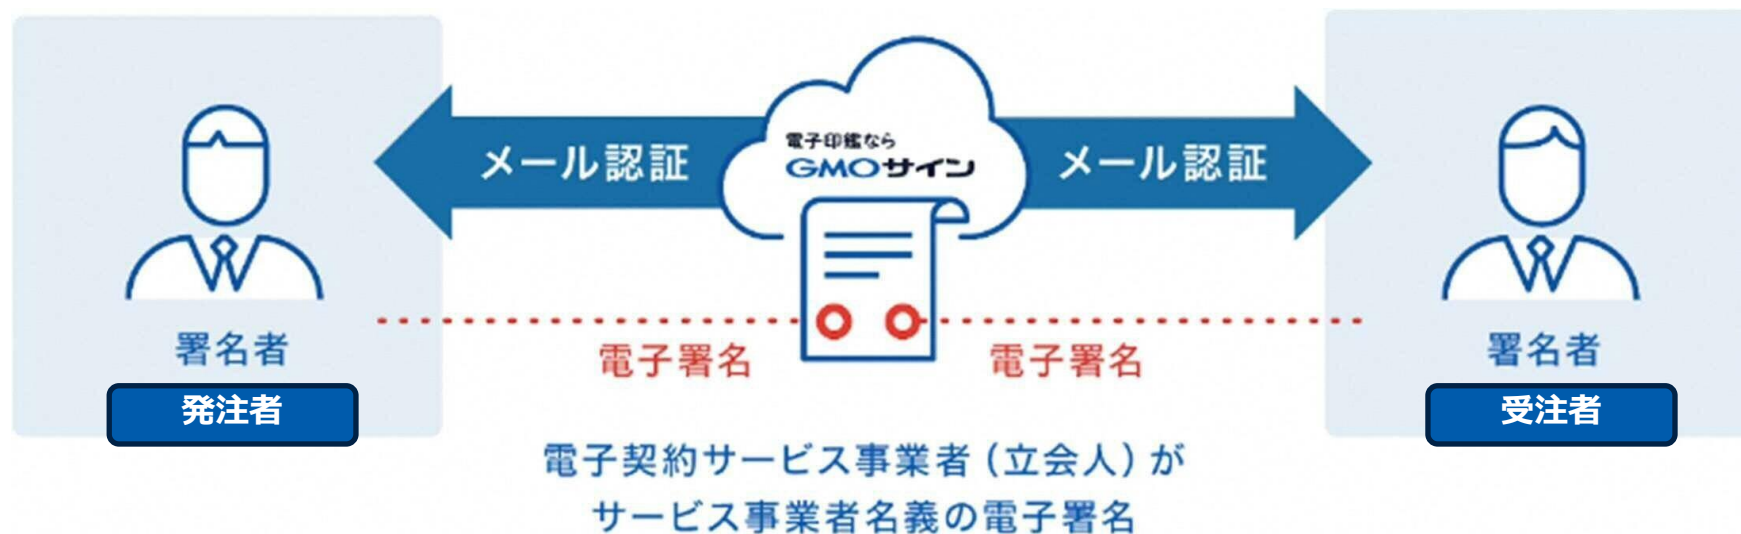 電子印鑑なら
GMOサイン
メール認証
メール認証
署名者
発注者
電子署名
電子署名
署名者
受注者
電子契約サービス事業者（立会人）が
サービス事業者名義の電子署名